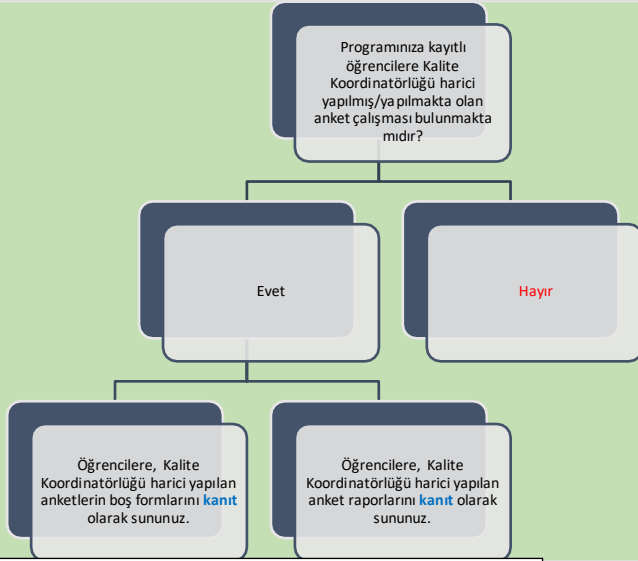 Programınıza kayıtlı
öğrencilere Kalite
Koordinatörlüğü harici
yapılmış/yapılmakta olan
anket çalışması bulunmakta
mıdır?
Evet
Hayır
Öğrencilere, Kalite
Koordinatörlüğü harici yapılan
anketlerin boş formlarını kanıt
olarak sununuz.
Öğrencilere, Kalite
Koordinatörlüğü harici yapılan
anket raporlarını kanıt olarak
sununuz.